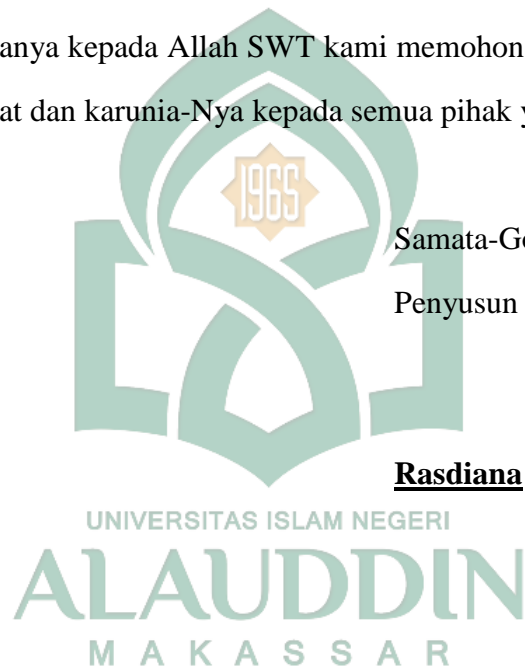 anya kepada Allah SWT kami memohon
at dan karunia-Nya kepada semua pihak
1965
Samata-Go
Penyusun
Rasdiana
UNIVERSITAS ISLAM NEGERI
ALAUDDIN
MAKASSAR